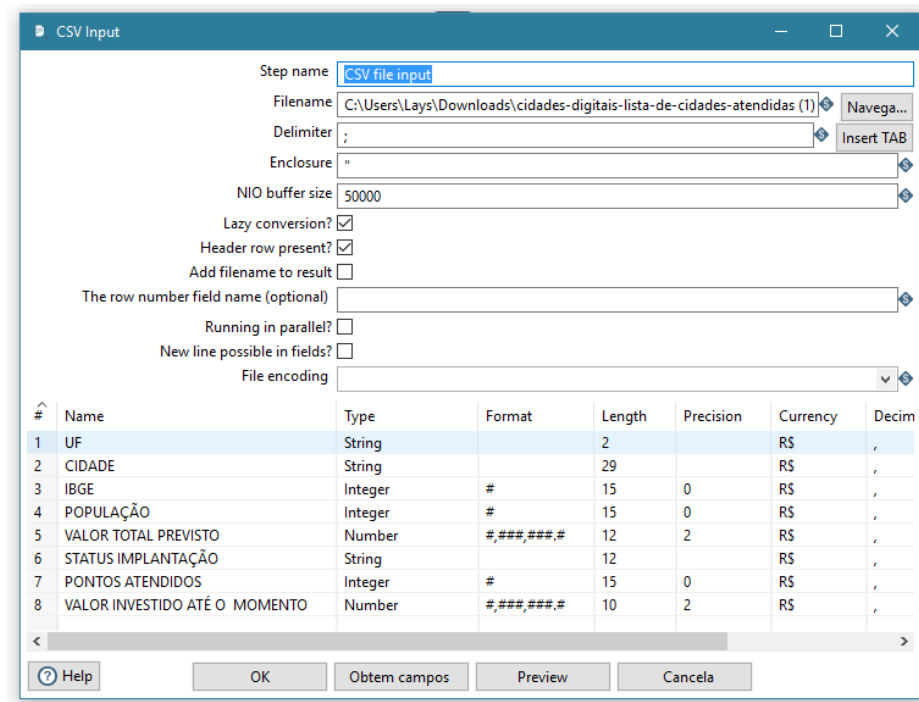 CSV Input
Step name CSV file input
Filename C:\Users\Lays\Downloads\cidades-digitais-lista-de-cidades-atendidas (1) Navega...
Delimiter ; Insert TAB
Enclosure "
NIO buffer size 50000
Lazy conversion?
Header row present?
Add filename to result
The row number field name (optional)
Running in parallel?
New line possible in fields?
File encoding
# Name Type Format Length Precision Currency Decim
1 UF String 2 R$ ,
2 CIDADE String 29 R$ ,
3 IBGE Integer # 15 0 R$ ,
4 POPULAÇÃO Integer # 15 0 R$ ,
5 VALOR TOTAL PREVISTO Number #,###,###.# 12 2 R$ ,
6 STATUS IMPLANTAÇÃO String 12 R$ ,
7 PONTOS ATENDIDOS Integer # 15 0 R$ ,
8 VALOR INVESTIDO ATÉ O  MOMENTO Number #,###,###.# 10 2 R$ ,
Help OK Obtem campos Preview Cancela